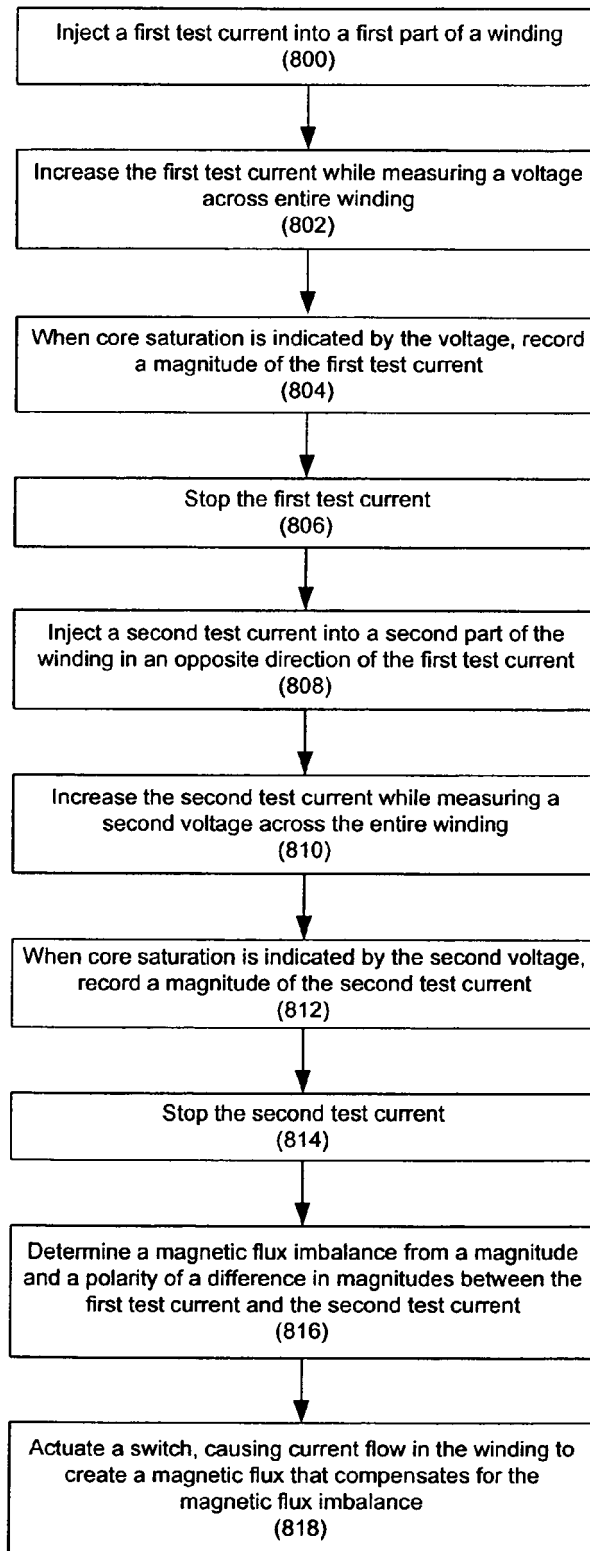 Inject a first test current into a first part of a winding
(800)
Increase the first test current while measuring a voltage
across entire winding
(802)
When core saturation is indicated by the voltage, record
a magnitude of the first test current
(804)
Stop the first test current
(806)
Inject a second test current into a second part of the
winding in an opposite direction of the first test current
(808)
Increase the second test current while measuring a
second voltage across the entire winding
(810)
When core saturation is indicated by the second voltage,
record a magnitude of the second test current
(812)
Stop the second test current
(814)
Determine a magnetic flux imbalance from a magnitude
and a polarity of a difference in magnitudes between the
first test current and the second test current
(816)
Actuate a switch, causing current flow in the winding to
create a magnetic flux that compensates for the
magnetic flux imbalance
(818)